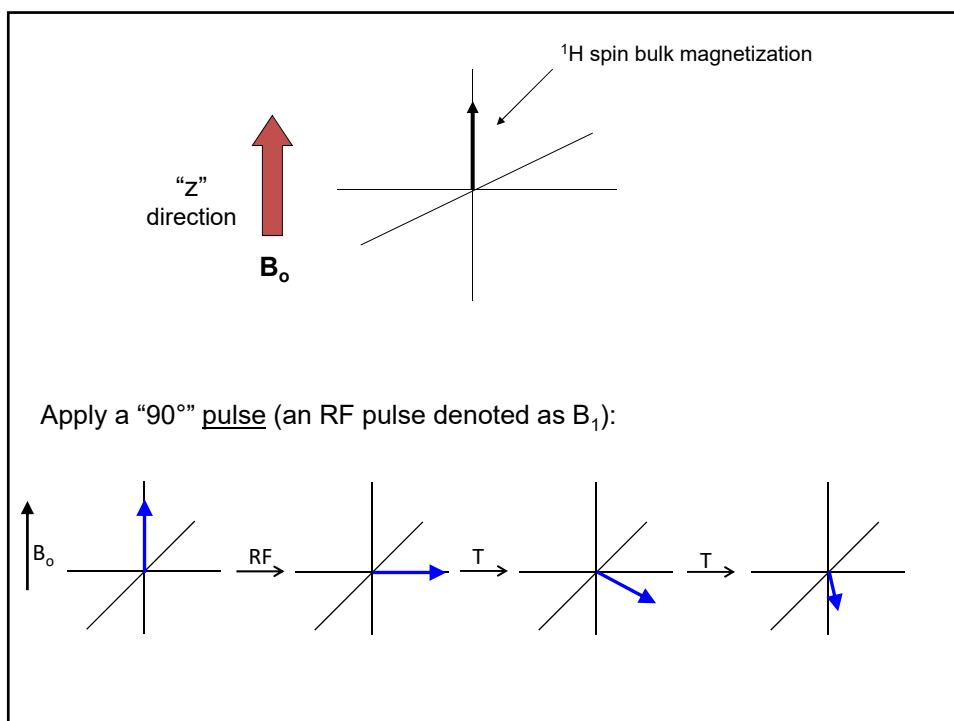 ¹H spin bulk magnetization
“z”
direction
Bₒ
Apply a “90°” pulse (an RF pulse denoted as B₁):
Bₒ
RF
T
T